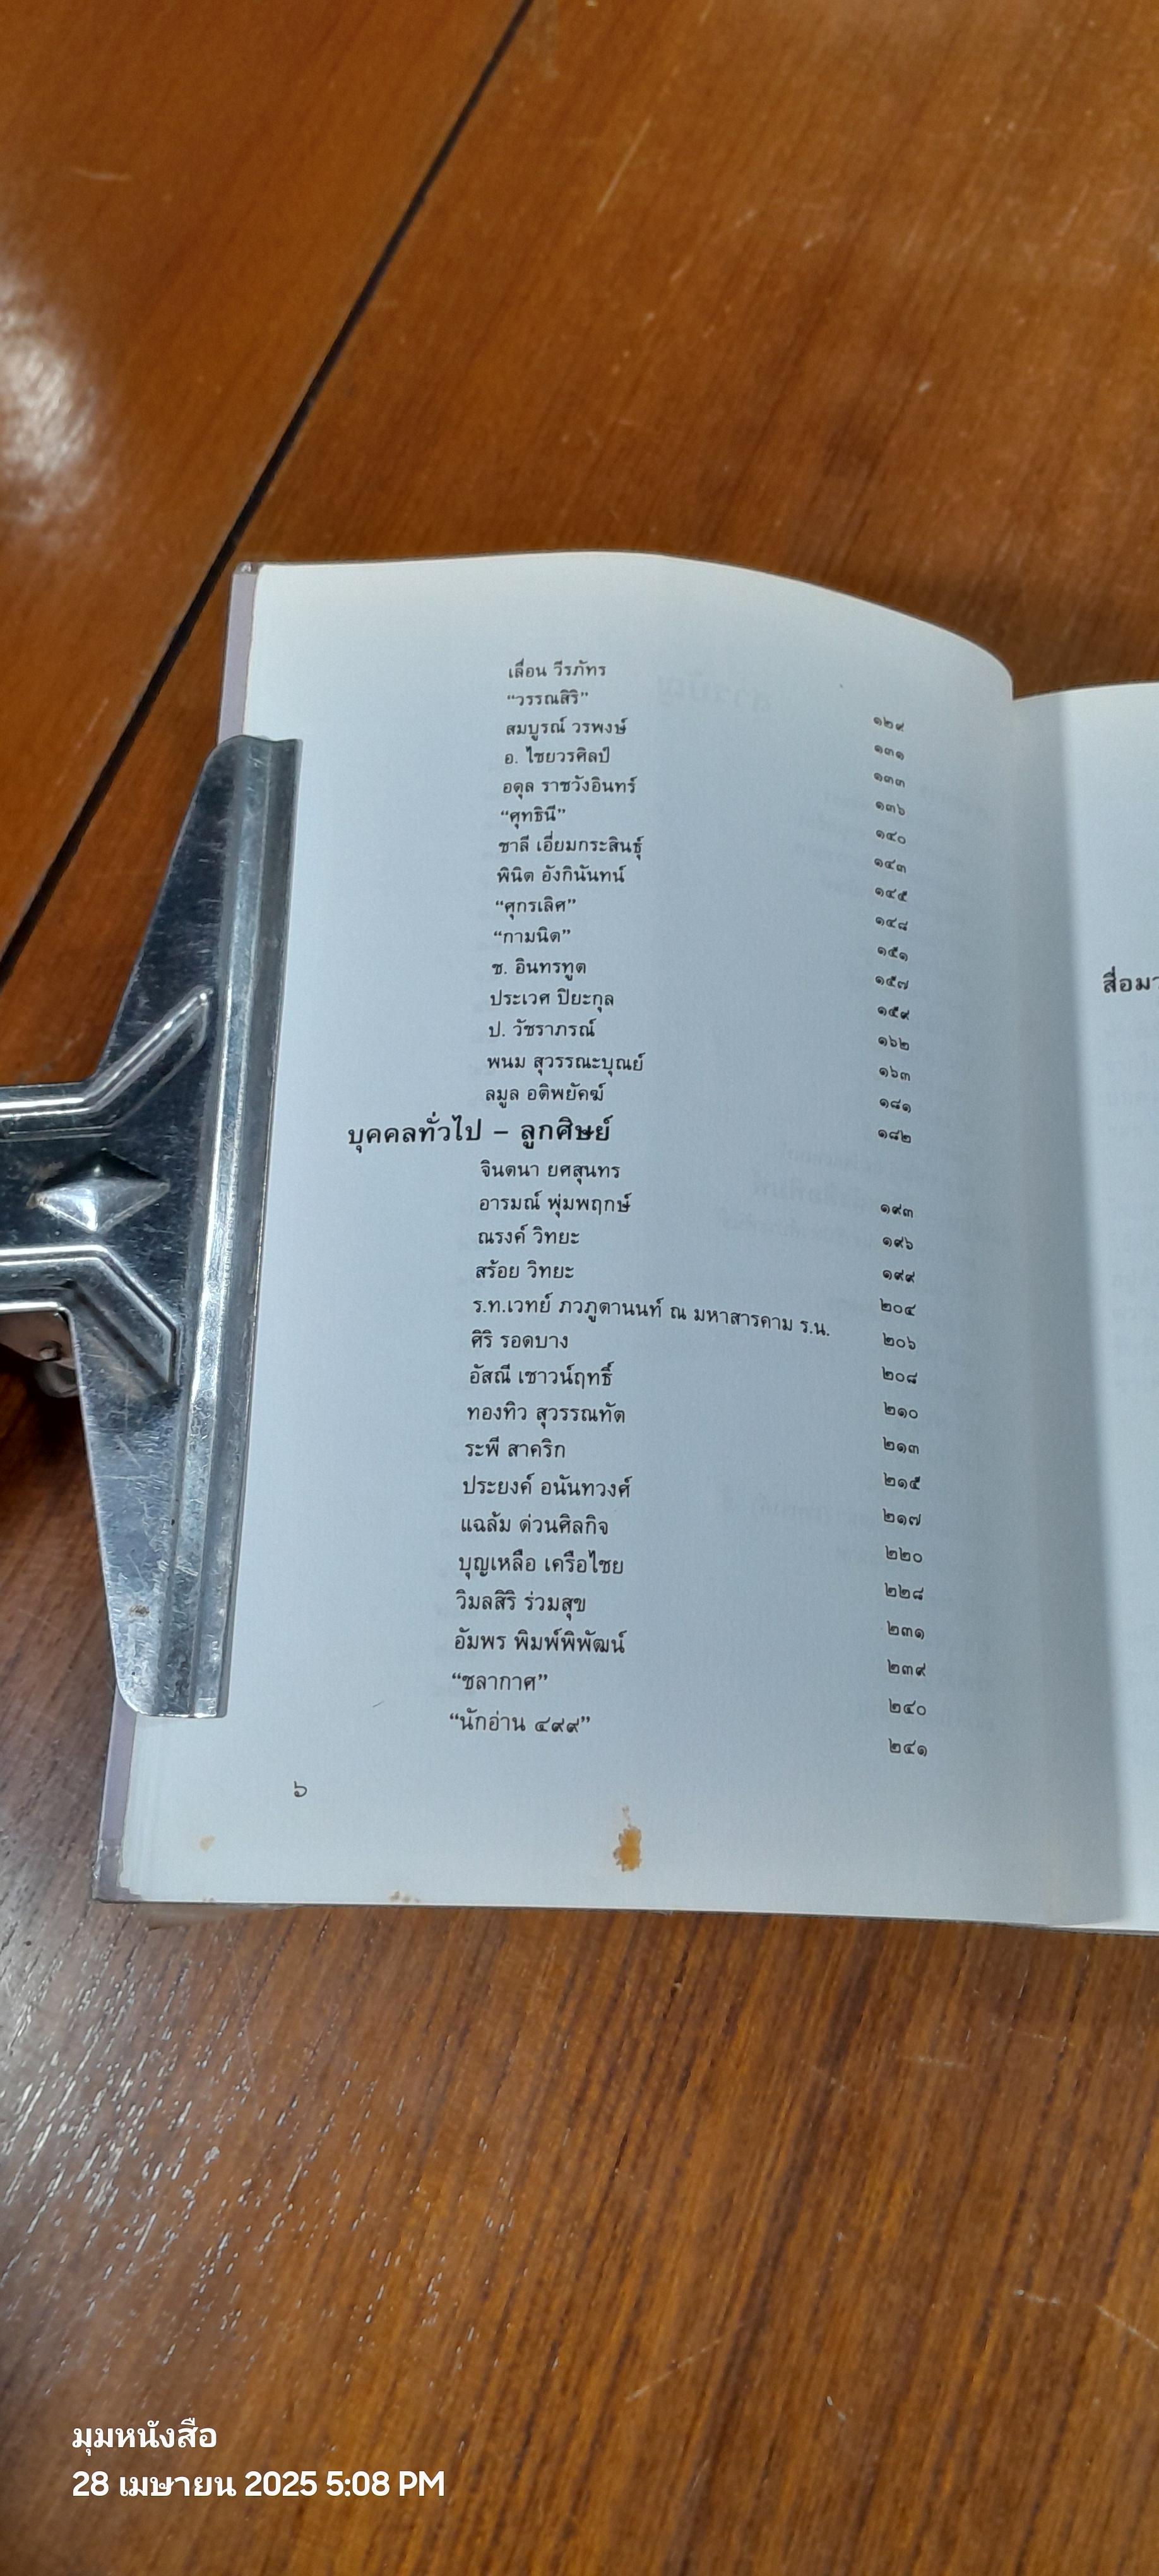 เลื่อน วีรภัทร ๑๒๙
“วรรณสิริ” ๑๓๑
สมบูรณ์ วรพงษ์ ๑๓๓
อ. ไชยวรศิลป์ ๑๓๖
อดุล ราชวังอินทร์ ๑๔๐
“ศุทธินี” ๑๔๓
ชาลี เอี่ยมกระสินธุ์ ๑๔๕
พินิต อังกินันทน์ ๑๔๘
“ศุกรเลิศ” ๑๕๑
“กามนิต” ๑๕๗
ช. อินทรทูต ๑๕๙
ประเวศ ปิยะกุล ๑๖๒
ป. วัชราภรณ์ ๑๖๓
พนม สุวรรณะบุณย์ ๑๘๑
ลมูล อติพยัคฆ์ ๑๘๒
บุคคลทั่วไป – ลูกศิษย์
จินตนา ยศสุนทร ๑๙๓
อารมณ์ พุ่มพฤกษ์ ๑๙๖
ณรงค์ วิทยะ ๑๙๙
สร้อย วิทยะ ๒๐๔
ร.ท.เวทย์ ภวภูตานนท์ ณ มหาสารคาม ร.น. ๒๐๖
ศิริ รอดบาง ๒๐๘
อัสณี เชาวน์ฤทธิ์ ๒๑๐
ทองทิว สุวรรณทัต ๒๑๓
ระพี สาคริก ๒๑๕
ประยงค์ อนันทวงศ์ ๒๑๗
แฉล้ม ด่วนศิลกิจ ๒๒๐
บุญเหลือ เครือไชย ๒๒๘
วิมลสิริ ร่วมสุข ๒๓๑
อัมพร พิมพ์พิพัฒน์ ๒๓๙
“ชลากาศ” ๒๔๐
“นักอ่าน ๔๙๙” ๒๔๑
๖
มุมหนังสือ
28 เมษายน 2025 5:08 PM